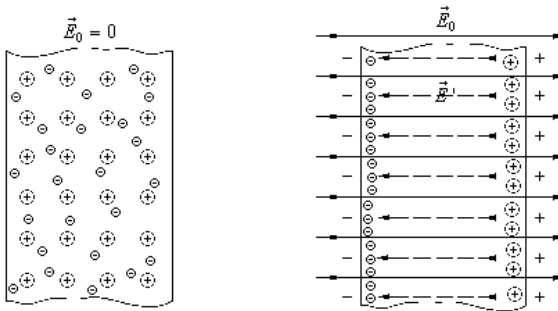 E⃗₀ = 0
E⃗₀
E⃗'